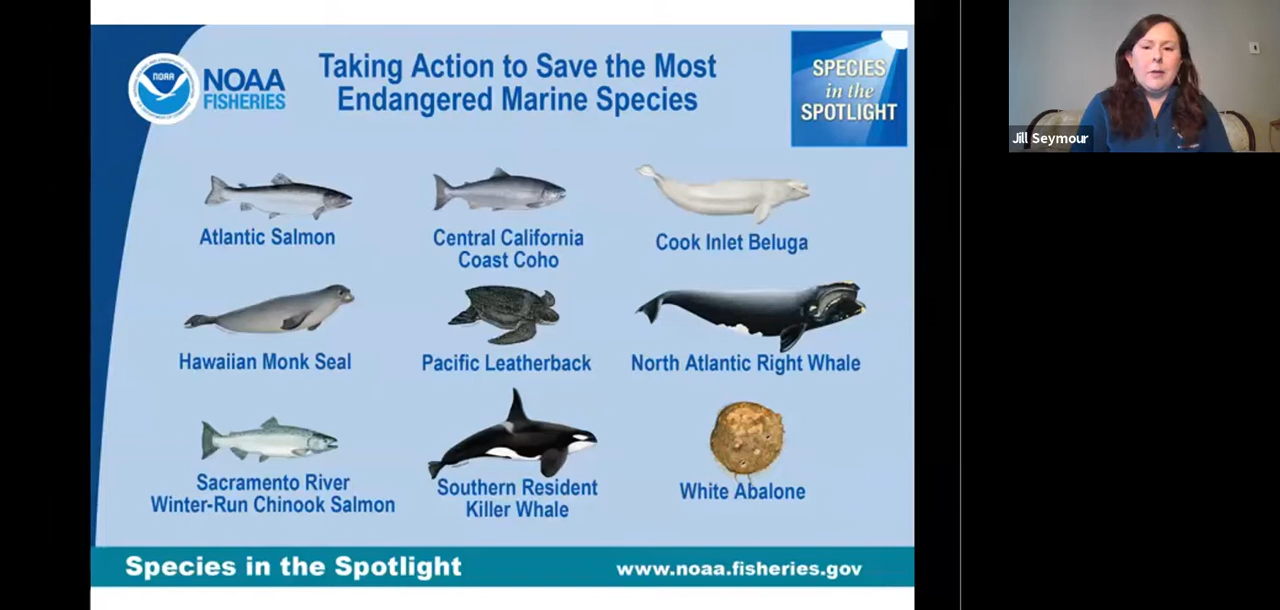 Taking Action to Save the Most
Endangered Marine Species
NOAA
NOAA
FISHERIES
SPECIES
in the
SPOTLIGHT
Jill Seymour
Atlantic Salmon
Central California
Coast Coho
Cook Inlet Beluga
Hawaiian Monk Seal
Pacific Leatherback
North Atlantic Right Whale
Sacramento River
Winter-Run Chinook Salmon
Southern Resident
Killer Whale
White Abalone
Species in the Spotlight
www.noaa.fisheries.gov